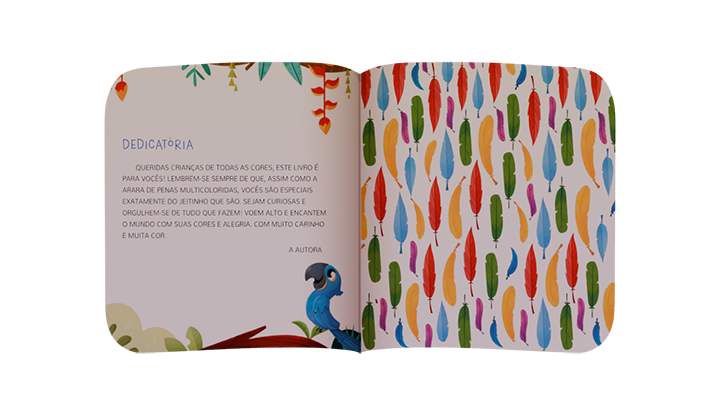 DEDICATÓRIA
QUERIDAS CRIANÇAS DE TODAS AS CORES, ESTE LIVRO É
PARA VOCÊS! LEMBREM-SE SEMPRE DE QUE, ASSIM COMO A
ARARA DE PENAS MULTICOLORIDAS, VOCÊS SÃO ESPECIAIS
EXATAMENTE DO JEITINHO QUE SÃO. SEJAM CURIOSAS E
ORGULHEM-SE DE TUDO QUE FAZEM! VOEM ALTO E ENCANTEM
O MUNDO COM SUAS CORES E ALEGRIA. COM MUITO CARINHO
E MUITA COR.
A AUTORA